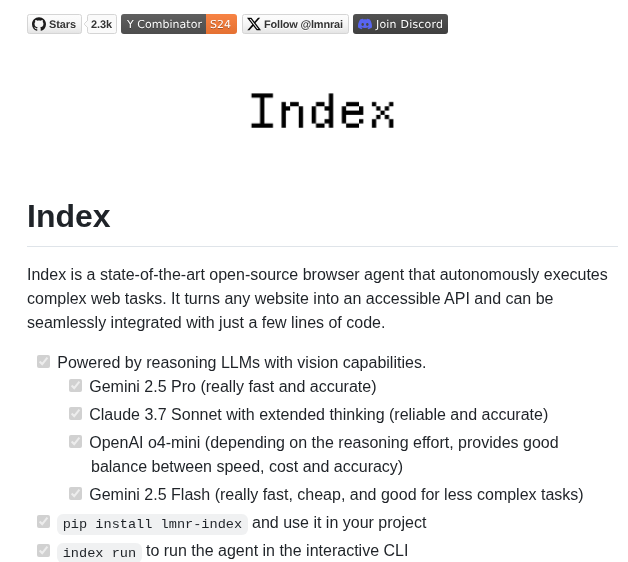 Stars 2.3k Y Combinator S24 Follow @lmnrai Join Discord
Index
Index
Index is a state-of-the-art open-source browser agent that autonomously executes
complex web tasks. It turns any website into an accessible API and can be
seamlessly integrated with just a few lines of code.
Powered by reasoning LLMs with vision capabilities.
Gemini 2.5 Pro (really fast and accurate)
Claude 3.7 Sonnet with extended thinking (reliable and accurate)
OpenAI o4-mini (depending on the reasoning effort, provides good
balance between speed, cost and accuracy)
Gemini 2.5 Flash (really fast, cheap, and good for less complex tasks)
pip install lmnr-index and use it in your project
index run to run the agent in the interactive CLI